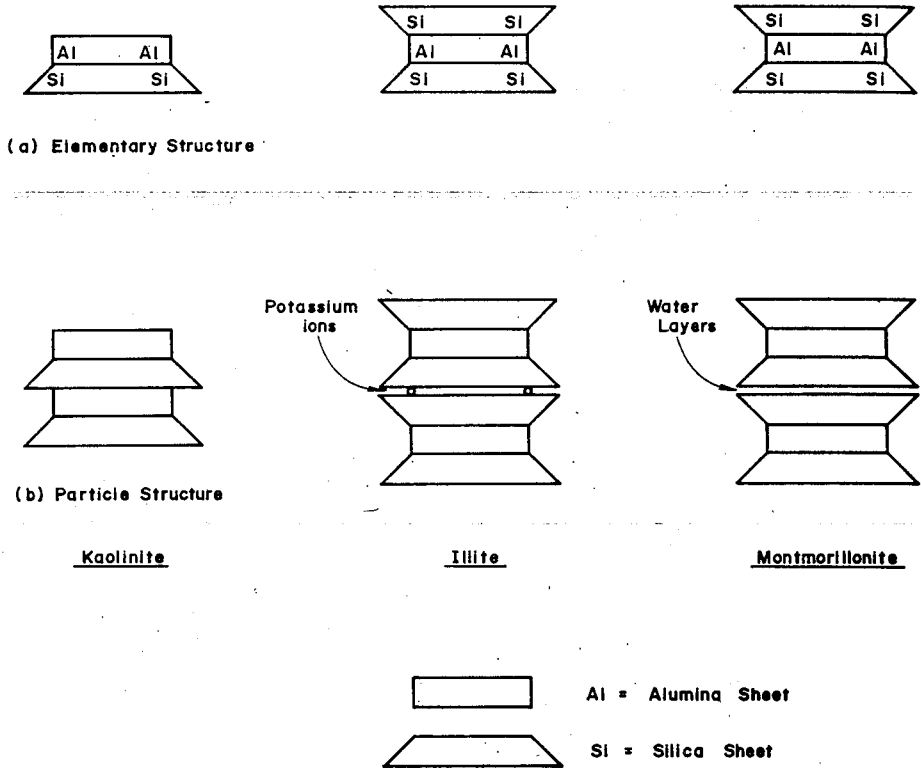 Si Si
Si Si
Al Al
Al Al
Al Al
Si Si
Si Si
Si Si
(a) Elementary Structure
Potassium
ions
Water
Layers
(b) Particle Structure
Kaolinite
Illite
Montmorillonite
Al = Alumina Sheet
Si = Silica Sheet